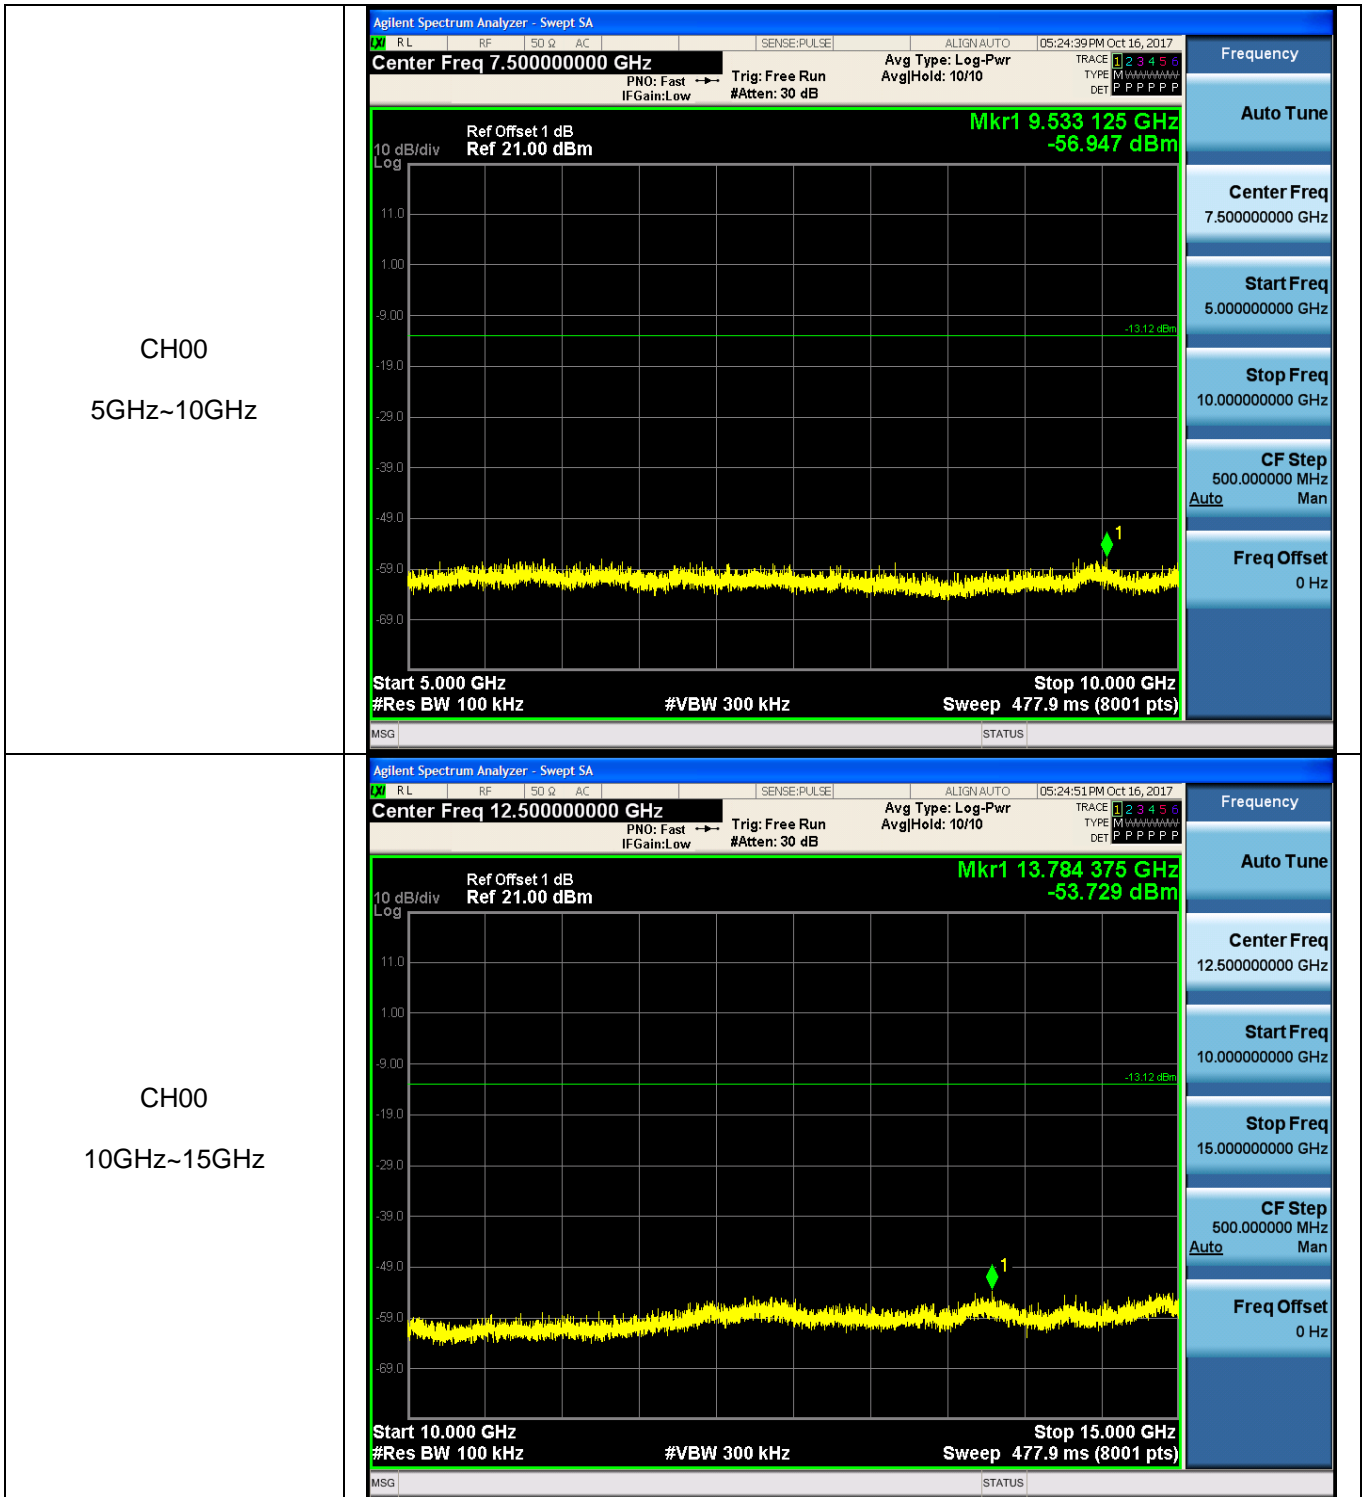 CH00
5GHz~10GHz
Agilent Spectrum Analyzer - Swept SA
LXI RL RF 50 Ω AC SENSE:PULSE ALIGNAUTO 05:24:39PM Oct 16, 2017
Center Freq 7.500000000 GHz
PNO: Fast
IFGain:Low
Trig: Free Run
#Atten: 30 dB
Avg Type: Log-Pwr
Avg|Hold: 10/10
TRACE 1 2 3 4 5 6
TYPE M
DET P P P P P P
Mkr1 9.533 125 GHz
-56.947 dBm
Ref Offset 1 dB
10 dB/div Ref 21.00 dBm
Log
11.0
1.00
-9.00
-13.12 dBm
-19.0
-29.0
-39.0
-49.0
1
-59.0
-69.0
Start 5.000 GHz Stop 10.000 GHz
#Res BW 100 kHz #VBW 300 kHz Sweep 477.9 ms (8001 pts)
MSG STATUS
Frequency
Auto Tune
Center Freq
7.500000000 GHz
Start Freq
5.000000000 GHz
Stop Freq
10.000000000 GHz
CF Step
500.000000 MHz
Auto Man
Freq Offset
0 Hz
CH00
10GHz~15GHz
Agilent Spectrum Analyzer - Swept SA
LXI RL RF 50 Ω AC SENSE:PULSE ALIGNAUTO 05:24:51PM Oct 16, 2017
Center Freq 12.500000000 GHz
PNO: Fast
IFGain:Low
Trig: Free Run
#Atten: 30 dB
Avg Type: Log-Pwr
Avg|Hold: 10/10
TRACE 1 2 3 4 5 6
TYPE M
DET P P P P P P
Mkr1 13.784 375 GHz
-53.729 dBm
Ref Offset 1 dB
10 dB/div Ref 21.00 dBm
Log
11.0
1.00
-9.00
-13.12 dBm
-19.0
-29.0
-39.0
-49.0
1
-59.0
-69.0
Start 10.000 GHz Stop 15.000 GHz
#Res BW 100 kHz #VBW 300 kHz Sweep 477.9 ms (8001 pts)
MSG STATUS
Frequency
Auto Tune
Center Freq
12.500000000 GHz
Start Freq
10.000000000 GHz
Stop Freq
15.000000000 GHz
CF Step
500.000000 MHz
Auto Man
Freq Offset
0 Hz